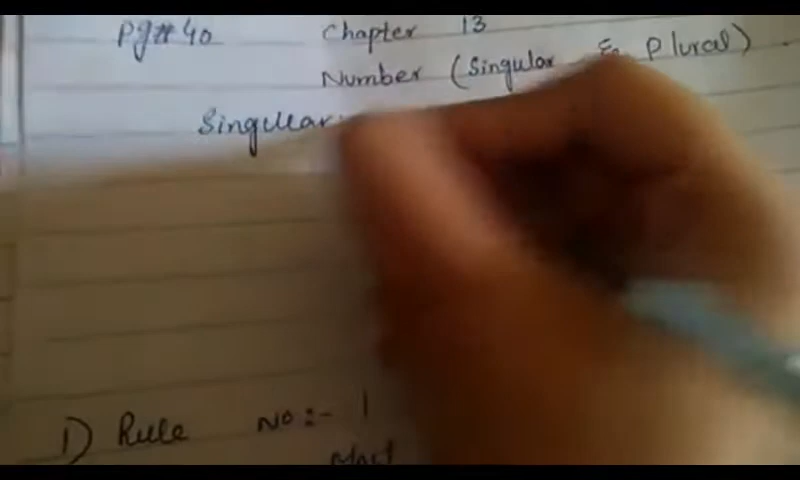 Pg# 40 Chapter 13
Number (Singular & Plural).
Singular:
1) Rule No:- 1